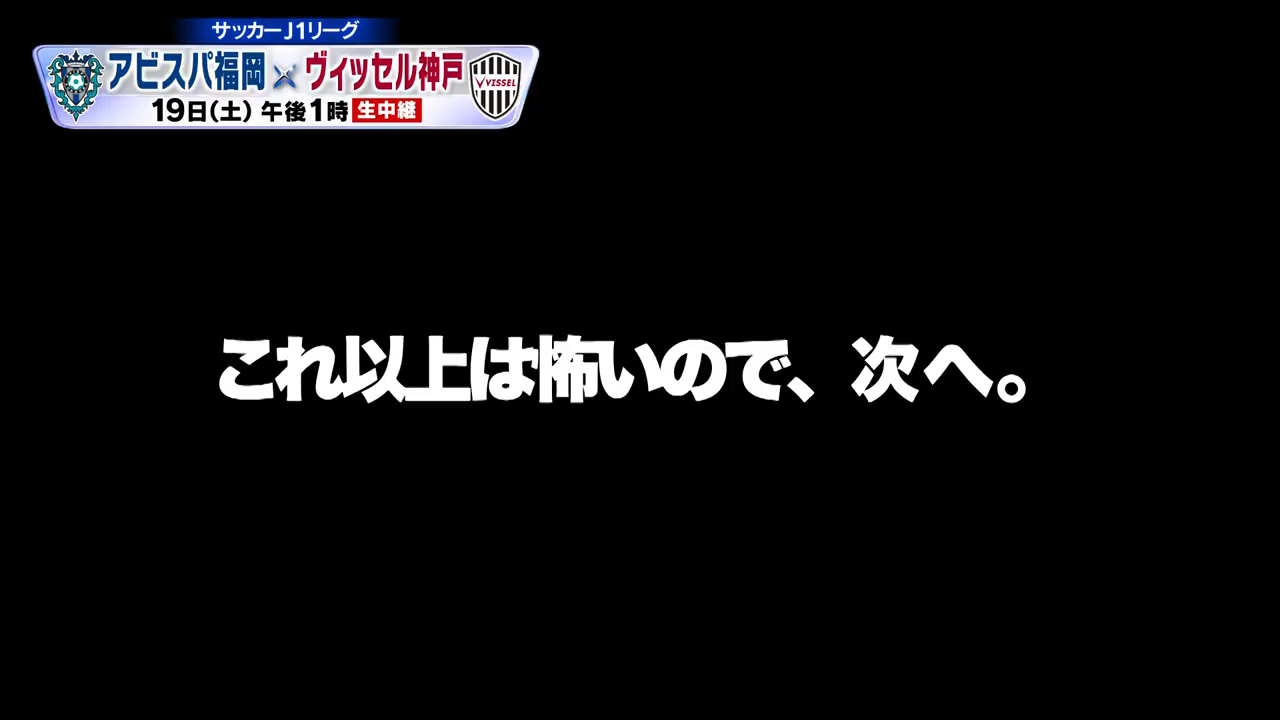 サッカーJ1リーグ
アビスパ福岡×ヴィッセル神戸 VISSEL
19日(土) 午後1時 生中継
これ以上は怖いので、次へ。